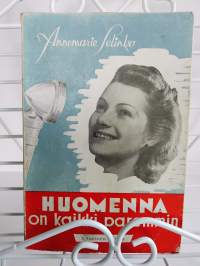 Annemarie Selinko
HUOMENNA
on kaikki paremmin